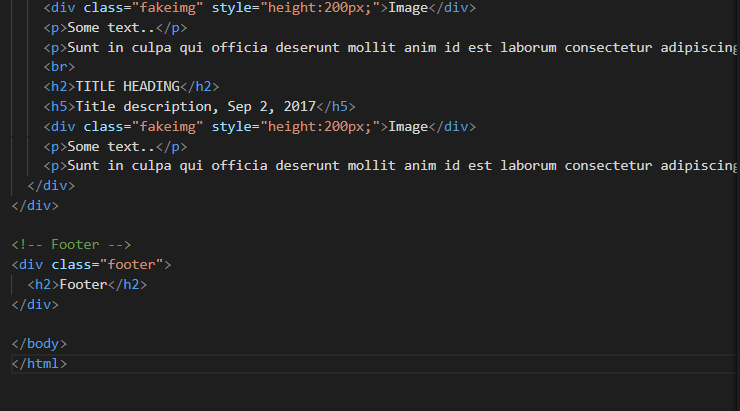 <div class="fakeimg" style="height:200px;">Image</div>
<p>Some text..</p>
<p>Sunt in culpa qui officia deserunt mollit anim id est laborum consectetur adipiscing
<br>
<h2>TITLE HEADING</h2>
<h5>Title description, Sep 2, 2017</h5>
<div class="fakeimg" style="height:200px;">Image</div>
<p>Some text..</p>
<p>Sunt in culpa qui officia deserunt mollit anim id est laborum consectetur adipiscing
</div>
</div>
<!-- Footer -->
<div class="footer">
<h2>Footer</h2>
</div>
</body>
</html>